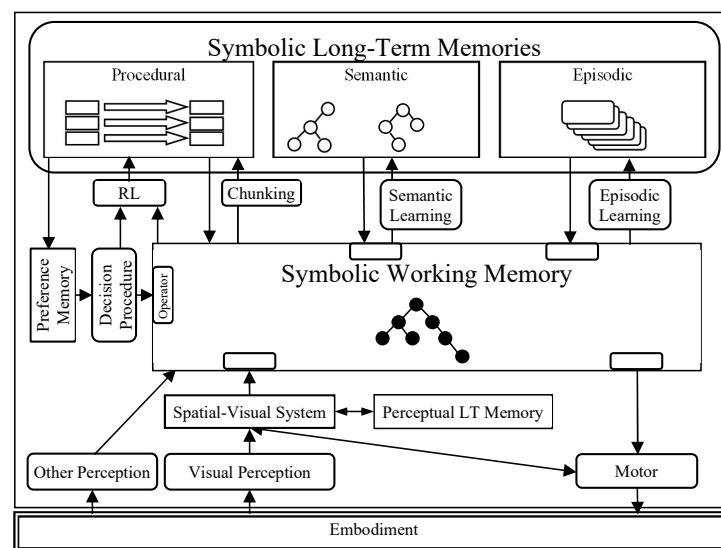 Symbolic Long-Term Memories
Procedural
Semantic
Episodic
RL
Chunking
Semantic
Learning
Episodic
Learning
Preference
Memory
Decision
Procedure
Operator
Symbolic Working Memory
Spatial-Visual System
Perceptual LT Memory
Other Perception
Visual Perception
Motor
Embodiment